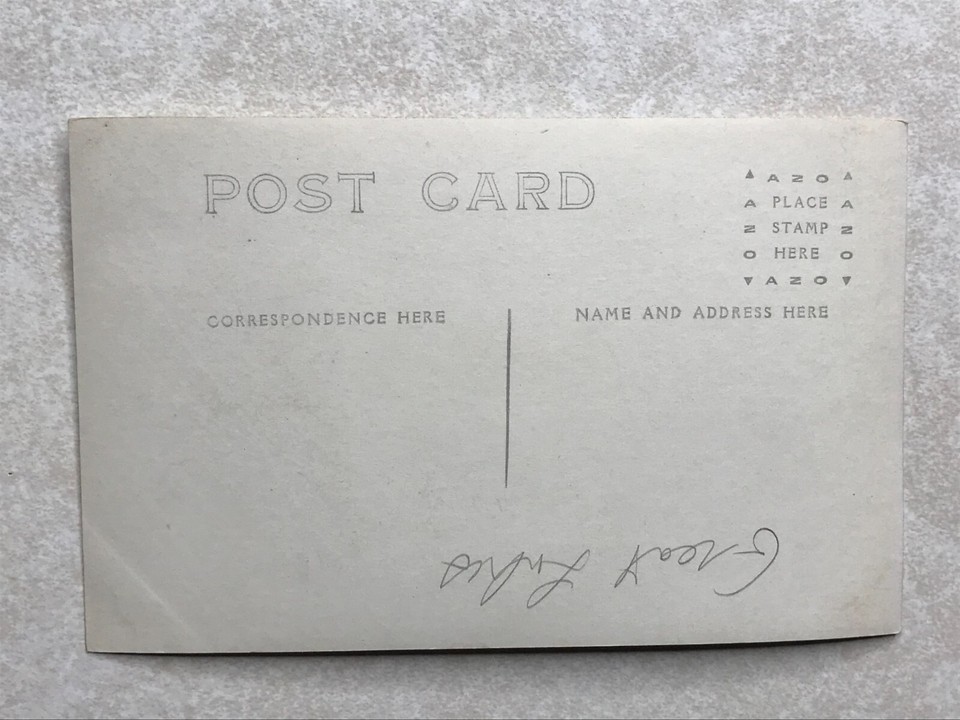 POST CARD
▲ AZO ▲
A PLACE A
Z STAMP Z
O HERE O
▼ AZO ▼
CORRESPONDENCE HERE
NAME AND ADDRESS HERE
Great Lakes